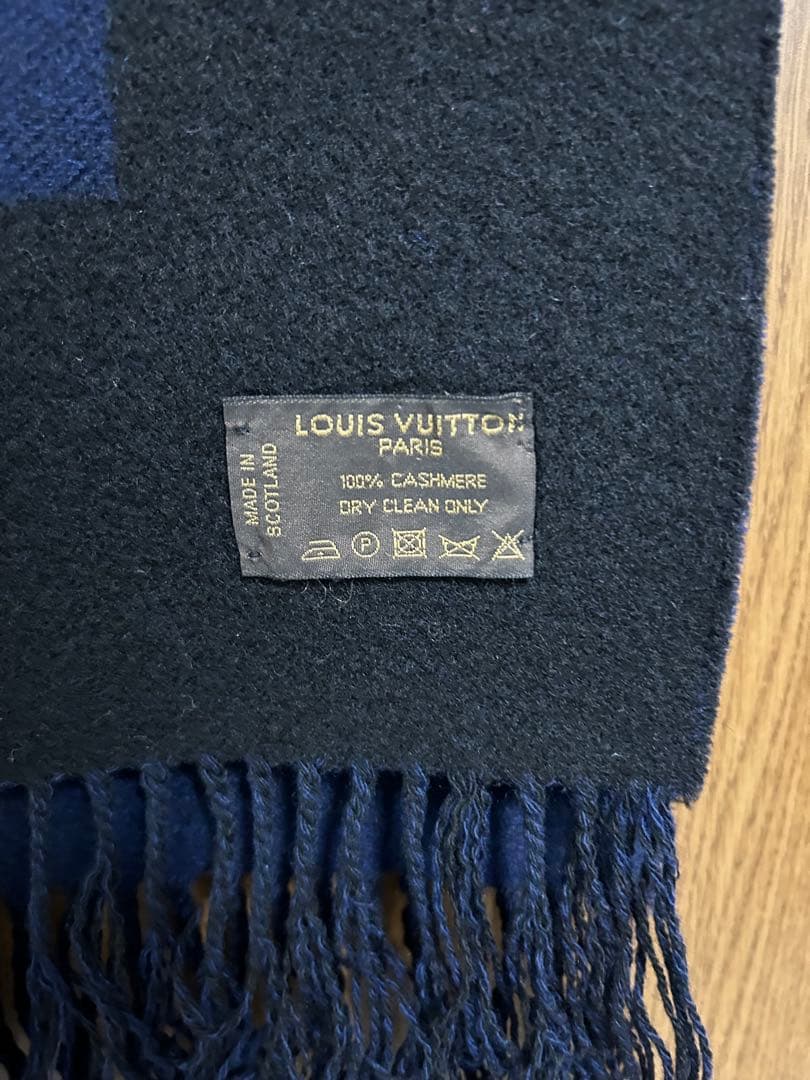 LOUIS VUITTON
PARIS
100% CASHMERE
DRY CLEAN ONLY
MADE IN
SCOTLAND
P